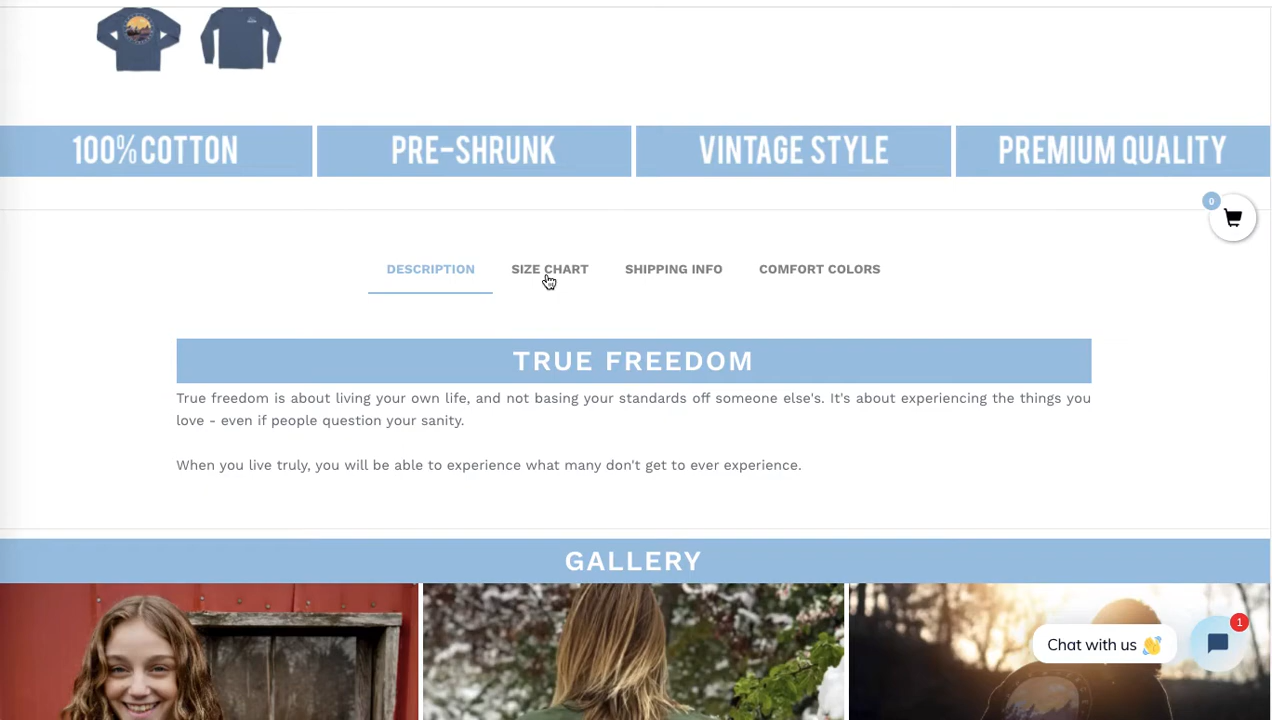 100% COTTON
PRE-SHRUNK
VINTAGE STYLE
PREMIUM QUALITY
0
DESCRIPTION
SIZE CHART
SHIPPING INFO
COMFORT COLORS
TRUE FREEDOM
True freedom is about living your own life, and not basing your standards off someone else's. It's about experiencing the things you
love - even if people question your sanity.
When you live truly, you will be able to experience what many don't get to ever experience.
GALLERY
1
Chat with us 👋